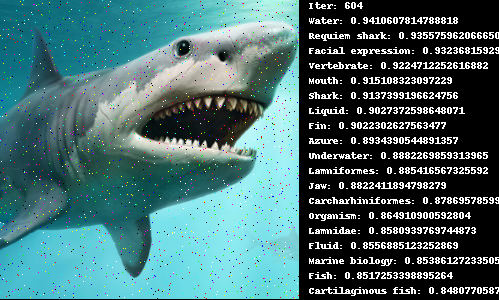 Iter: 604
Water: 0.9410607814788818
Requiem shark: 0.935575962066650
Facial expression: 0.93236815929
Vertebrate: 0.9224712252616882
Mouth: 0.915108323097229
Shark: 0.9137399196624756
Liquid: 0.9027372598648071
Fin: 0.9022302627563477
Azure: 0.8934390544891357
Underwater: 0.8882269859313965
Lamniformes: 0.885416567325592
Jaw: 0.8822411894798279
Carcharhiniformes: 0.87869578599
Organism: 0.864910900592804
Lamnidae: 0.8580939769744873
Fluid: 0.8556885123252869
Marine biology: 0.85386127233505
Fish: 0.8517253398895264
Cartilaginous fish: 0.8480770587